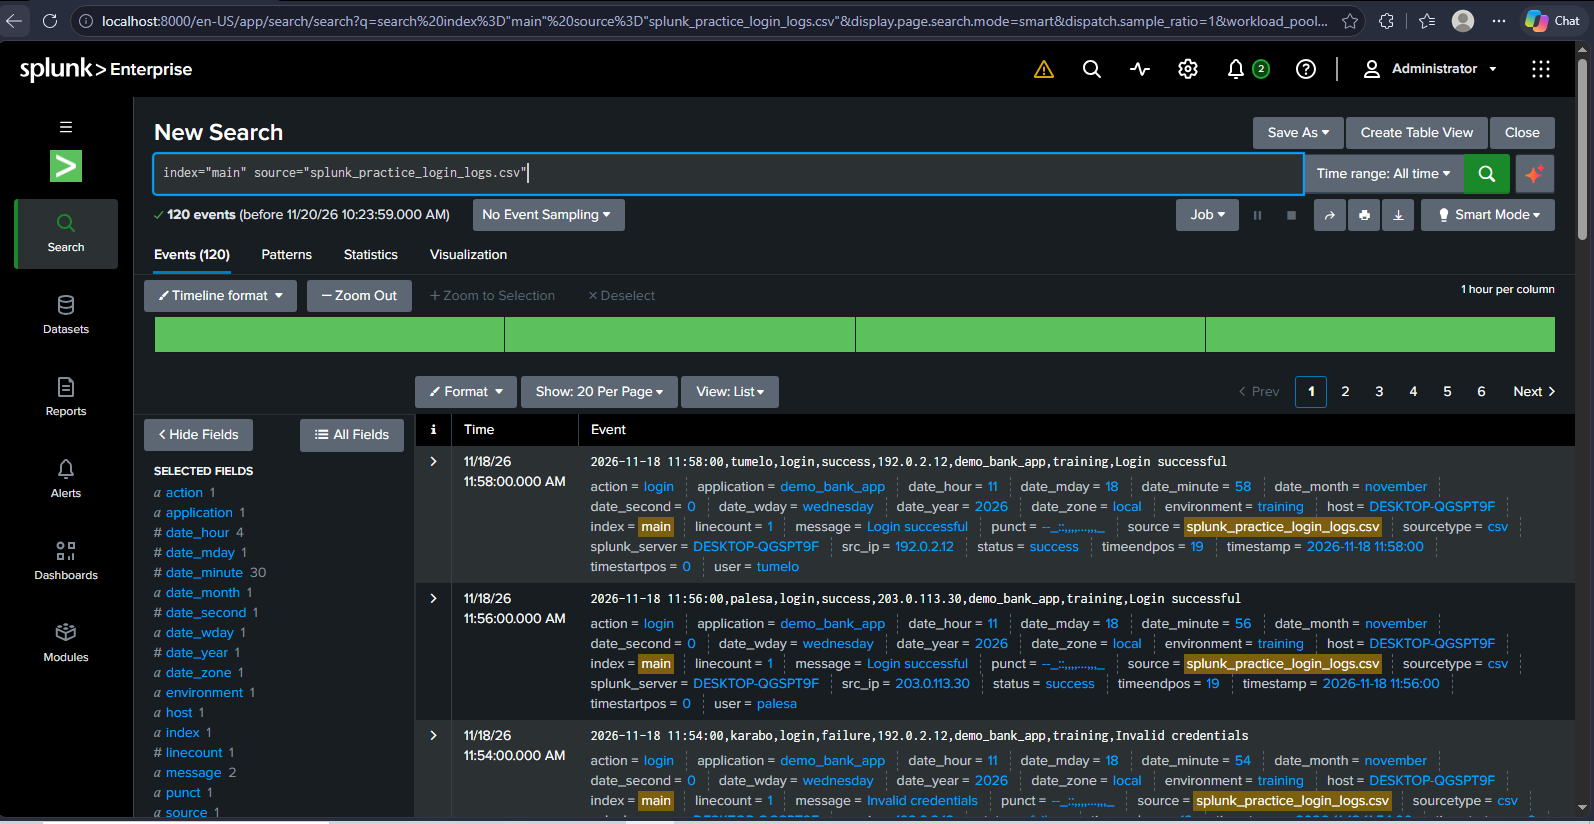 localhost:8000/en-US/app/search/search?q=search%20index%3D"main"%20source%3D"splunk_practice_login_logs.csv"&display.page.search.mode=smart&dispatch.sample_ratio=1&workload_pool...
Chat
splunk> Enterprise
2
Administrator
New Search
Save As
Create Table View
Close
index="main" source="splunk_practice_login_logs.csv"
Time range: All time
120 events (before 11/20/26 10:23:59.000 AM)
No Event Sampling
Job
Smart Mode
Search
Datasets
Reports
Alerts
Dashboards
Modules
Events (120)
Patterns
Statistics
Visualization
Timeline format
Zoom Out
+ Zoom to Selection
× Deselect
1 hour per column
Format
Show: 20 Per Page
View: List
< Prev
1
2
3
4
5
6
Next >
< Hide Fields
All Fields
SELECTED FIELDS
a action 1
a application 1
# date_hour 4
# date_mday 1
# date_minute 30
a date_month 1
# date_second 1
a date_wday 1
# date_year 1
a date_zone 1
a environment 1
a host 1
a index 1
# linecount 1
a message 2
a punct 1
a source 1
i
Time
Event
11/18/26
11:58:00.000 AM
2026-11-18 11:58:00,tumelo,login,success,192.0.2.12,demo_bank_app,training,Login successful
action = login application = demo_bank_app date_hour = 11 date_mday = 18 date_minute = 58 date_month = november
date_second = 0 date_wday = wednesday date_year = 2026 date_zone = local environment = training host = DESKTOP-QGSPT9F
index = main linecount = 1 message = Login successful punct = --_::,,,,...,,,_ source = splunk_practice_login_logs.csv sourcetype = csv
splunk_server = DESKTOP-QGSPT9F src_ip = 192.0.2.12 status = success timeendpos = 19 timestamp = 2026-11-18 11:58:00
timestartpos = 0 user = tumelo
11/18/26
11:56:00.000 AM
2026-11-18 11:56:00,palesa,login,success,203.0.113.30,demo_bank_app,training,Login successful
action = login application = demo_bank_app date_hour = 11 date_mday = 18 date_minute = 56 date_month = november
date_second = 0 date_wday = wednesday date_year = 2026 date_zone = local environment = training host = DESKTOP-QGSPT9F
index = main linecount = 1 message = Login successful punct = --_::,,,,...,,,_ source = splunk_practice_login_logs.csv sourcetype = csv
splunk_server = DESKTOP-QGSPT9F src_ip = 203.0.113.30 status = success timeendpos = 19 timestamp = 2026-11-18 11:56:00
timestartpos = 0 user = palesa
11/18/26
11:54:00.000 AM
2026-11-18 11:54:00,karabo,login,failure,192.0.2.12,demo_bank_app,training,Invalid credentials
action = login application = demo_bank_app date_hour = 11 date_mday = 18 date_minute = 54 date_month = november
date_second = 0 date_wday = wednesday date_year = 2026 date_zone = local environment = training host = DESKTOP-QGSPT9F
index = main linecount = 1 message = Invalid credentials punct = --_::,,,,...,,,_ source = splunk_practice_login_logs.csv sourcetype = csv